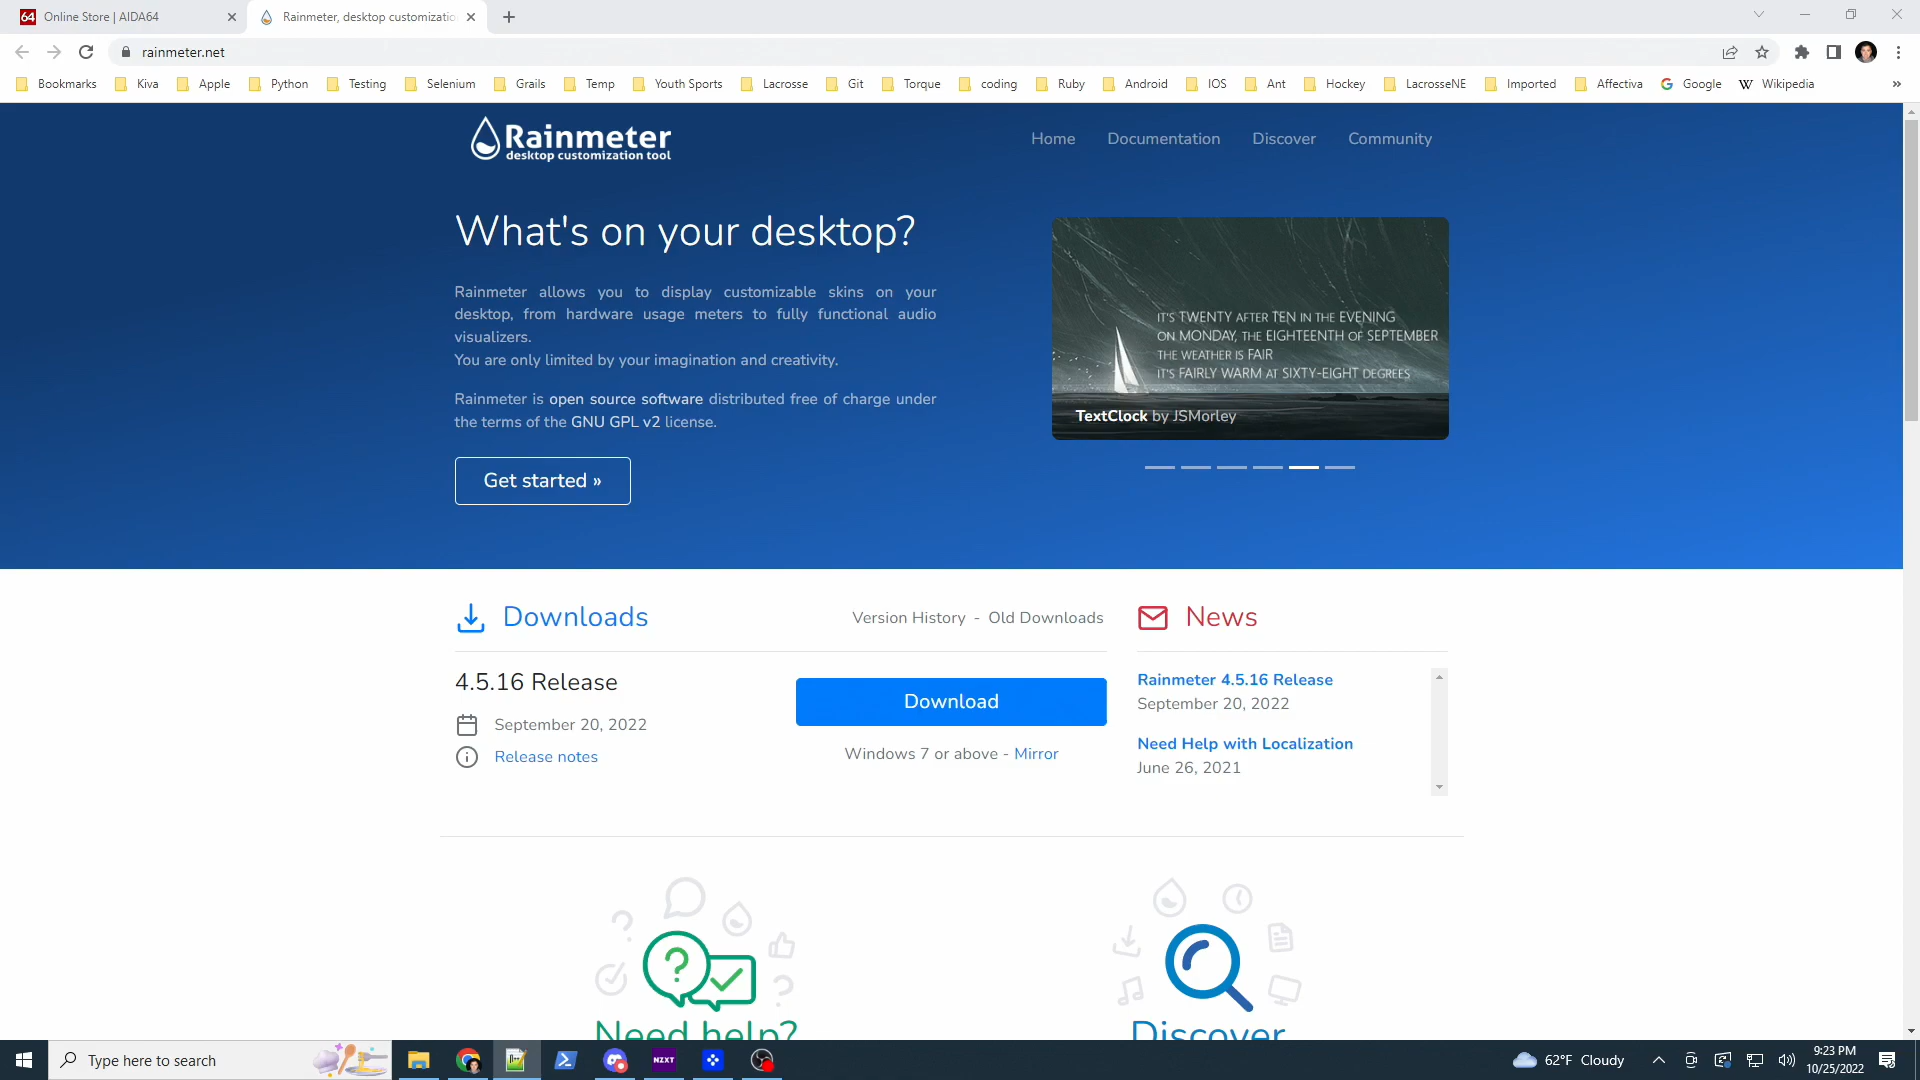 64
Online Store | AIDA64
Rainmeter, desktop customizatio
rainmeter.net
Bookmarks
Kiva
Apple
Python
Testing
Selenium
Grails
Temp
Youth Sports
Lacrosse
Git
Torque
coding
Ruby
Android
IOS
Ant
Hockey
LacrosseNE
Imported
Affectiva
G Google
W Wikipedia
»
Rainmeter
desktop customization tool
Home
Documentation
Discover
Community
What's on your desktop?
Rainmeter allows you to display customizable skins on your
desktop, from hardware usage meters to fully functional audio
visualizers.
You are only limited by your imagination and creativity.
Rainmeter is open source software distributed free of charge under
the terms of the GNU GPL v2 license.
Get started »
IT'S TWENTY AFTER TEN IN THE EVENING
ON MONDAY, THE EIGHTEENTH OF SEPTEMBER
THE WEATHER IS FAIR
IT'S FAIRLY WARM AT SIXTY-EIGHT DEGREES
TextClock by JSMorley
Downloads
Version History - Old Downloads
News
4.5.16 Release
September 20, 2022
Release notes
Download
Windows 7 or above - Mirror
Rainmeter 4.5.16 Release
September 20, 2022
Need Help with Localization
June 26, 2021
Need help?
Discover
Type here to search
NZXT
62°F Cloudy
9:23 PM
10/25/2022